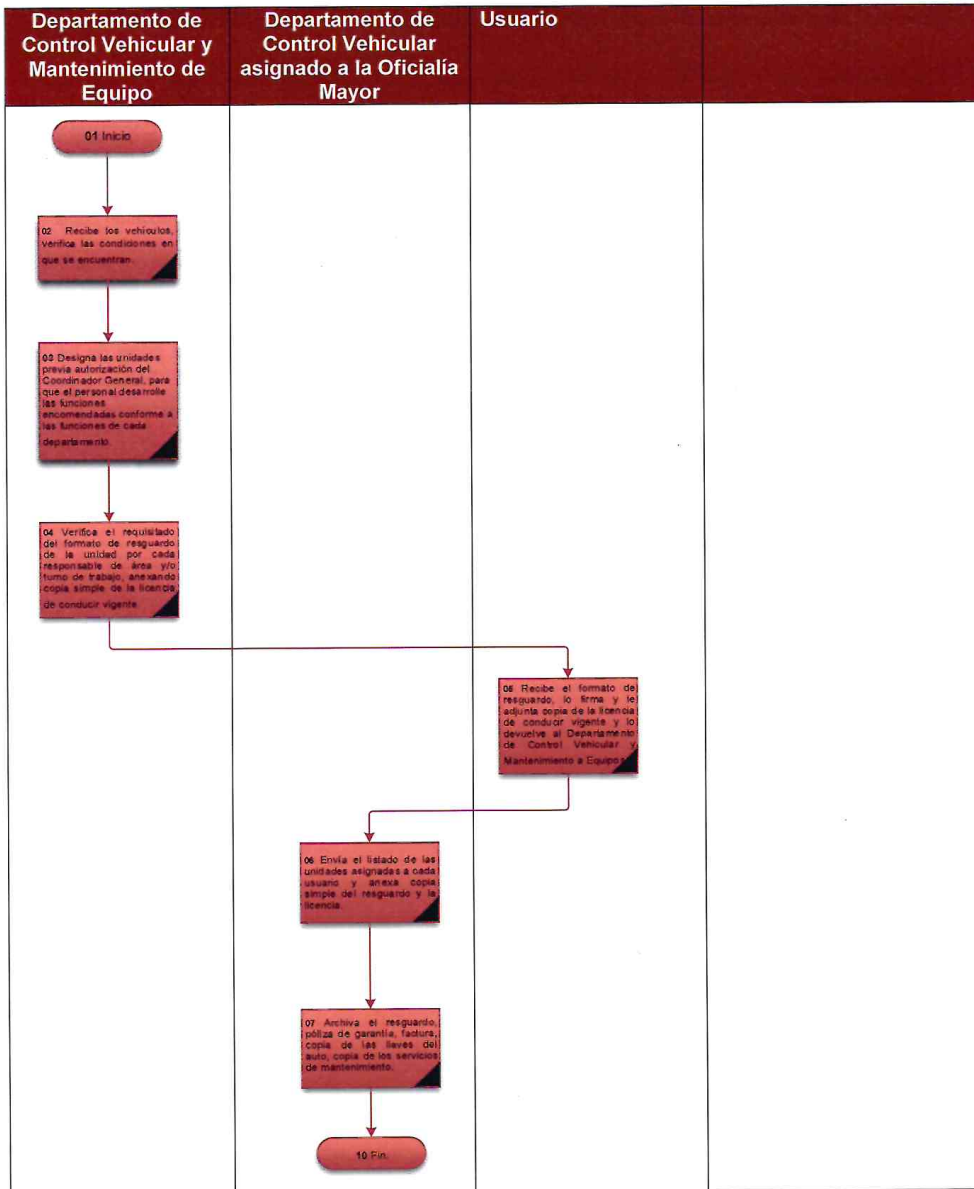 Departamento de
Control Vehicular y
Mantenimiento de
Equipo
Departamento de
Control Vehicular
asignado a la Oficialía
Mayor
Usuario
01 Inicio
02 Recibe los vehículos,
verifica las condiciones en
que se encuentran.
03 Designa las unidades
previa autorización del
Coordinador General, para
que el personal desarrolle
las funciones
encomendadas conforme a
las funciones de cada
departamento.
04 Verifica el requisitado
del formato de resguardo
de la unidad por cada
responsable de área y/o
turno de trabajo, anexando
copia simple de la licencia
de conducir vigente.
05 Recibe el formato de
resguardo, lo firma y le
adjunta copia de la licencia
de conducir vigente y lo
devuelve al Departamento
de Control Vehicular y
Mantenimiento a Equipos
06 Envía el listado de las
unidades asignadas a cada
usuario y anexa copia
simple del resguardo y la
licencia.
07 Archiva el resguardo,
póliza de garantía, factura,
copia de las llaves del
auto, copia de los servicios
de mantenimiento.
10 Fin.